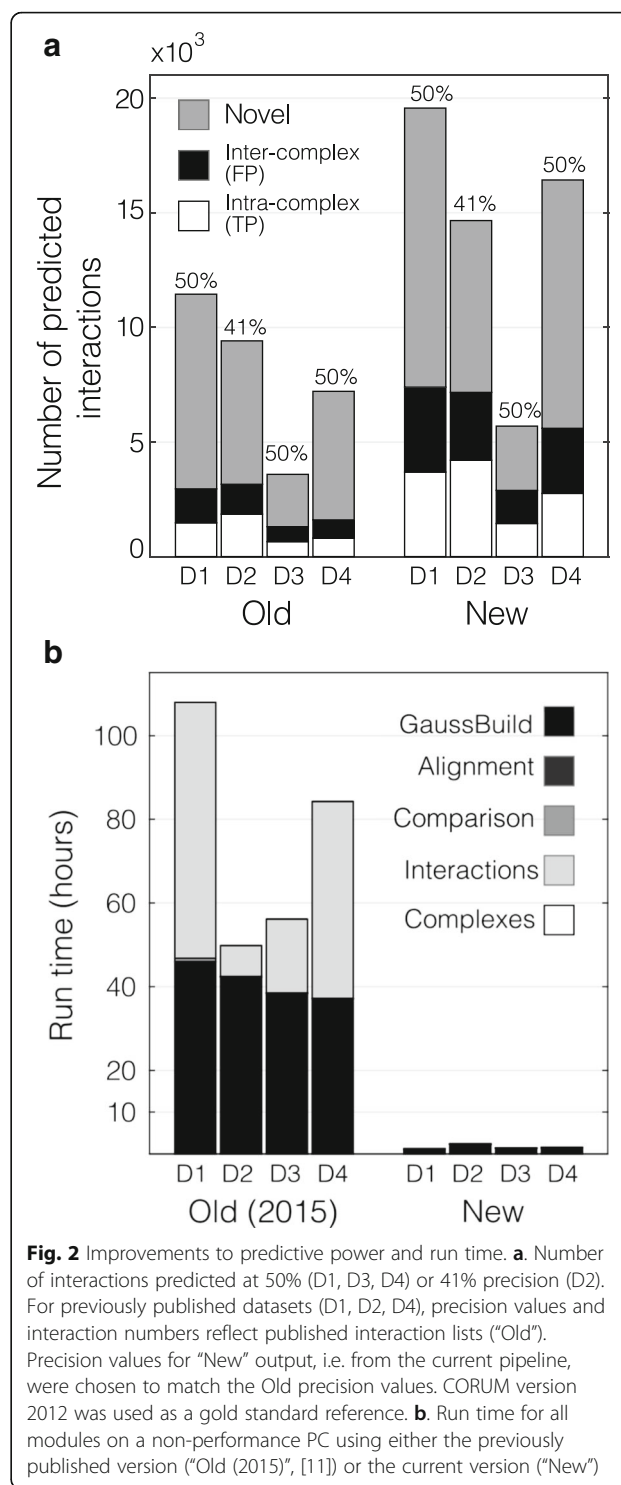 a
x10³
20
15
10
5
0
Number of predicted
interactions
Novel
Inter-complex
(FP)
Intra-complex
(TP)
50%
41%
50%
50%
50%
41%
50%
50%
D1 D2 D3 D4 D1 D2 D3 D4
Old New
b
100
80
60
40
20
10
Run time (hours)
GaussBuild
Alignment
Comparison
Interactions
Complexes
D1 D2 D3 D4 D1 D2 D3 D4
Old (2015) New
Fig. 2 Improvements to predictive power and run time. a. Number
of interactions predicted at 50% (D1, D3, D4) or 41% precision (D2).
For previously published datasets (D1, D2, D4), precision values and
interaction numbers reflect published interaction lists (“Old”).
Precision values for “New” output, i.e. from the current pipeline,
were chosen to match the Old precision values. CORUM version
2012 was used as a gold standard reference. b. Run time for all
modules on a non-performance PC using either the previously
published version (“Old (2015)”, [11]) or the current version (“New”)